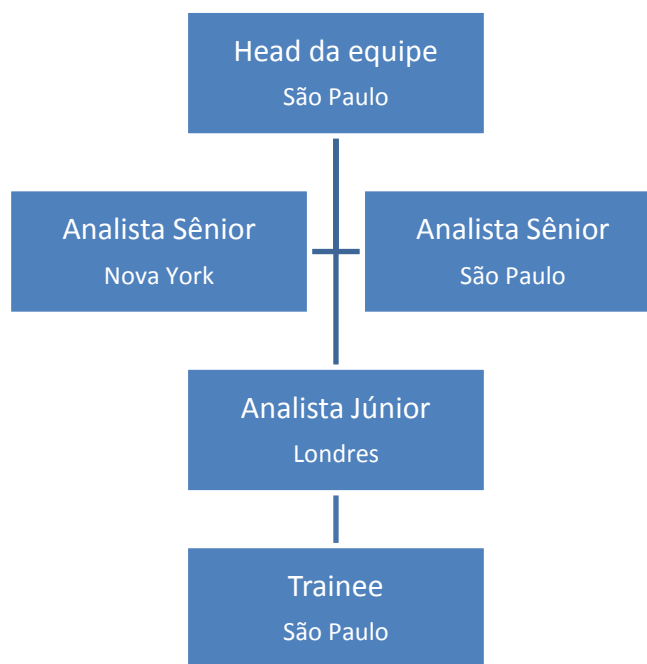 Head da equipe
São Paulo
Analista Sênior
Nova York
Analista Sênior
São Paulo
Analista Júnior
Londres
Trainee
São Paulo